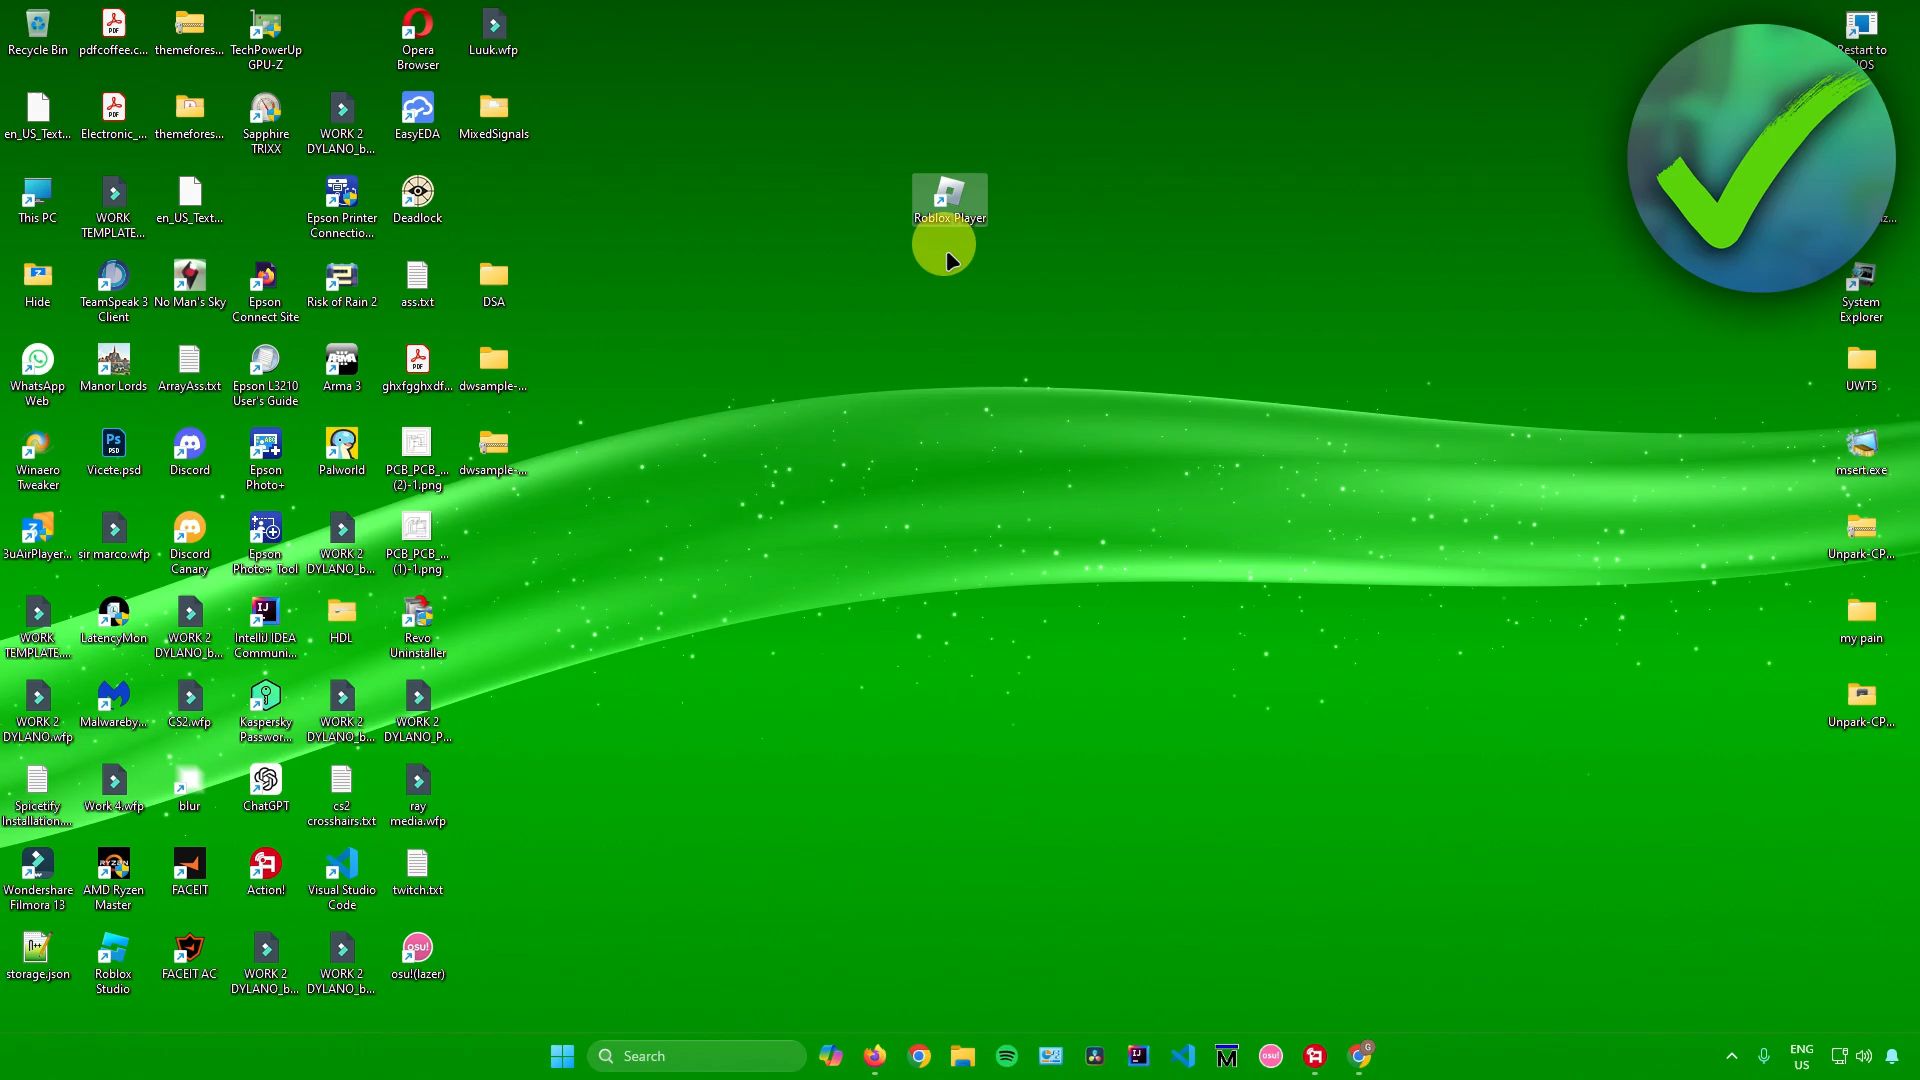 Recycle Bin
pdfcoffee.c...
themefores...
TechPowerUp
GPU-Z
Opera
Browser
Luuk.wfp
Restart to
en_US_Text...
Electronic_...
themefores...
Sapphire
TRIXX
WORK 2
DYLANO_b...
EasyEDA
MixedSignals
This PC
WORK
TEMPLATE...
en_US_Text...
Epson Printer
Connectio...
Deadlock
Roblox Player
Hide
TeamSpeak 3
Client
No Man's Sky
Epson
Connect Site
Risk of Rain 2
ass.txt
DSA
System
Explorer
WhatsApp
Web
Manor Lords
ArrayAss.txt
Epson L3210
User's Guide
Arma 3
ghxfgghxdf...
dwsample-...
UWT5
Winaero
Tweaker
Vicete.psd
Discord
Epson
Photo+
Palworld
PCB_PCB_...
(2)-1.png
dwsample-...
msert.exe
3uAirPlayer...
sir marco.wfp
Discord
Canary
Epson
Photo+ Tool
WORK 2
DYLANO_b...
PCB_PCB_...
(1)-1.png
Unpark-CP...
WORK
TEMPLATE....
LatencyMon
WORK 2
DYLANO_b...
IntelliJ IDEA
Communi...
HDL
Revo
Uninstaller
my pain
WORK 2
DYLANO.wfp
Malwareby...
CS2.wfp
Kaspersky
Passwor...
WORK 2
DYLANO_b...
WORK 2
DYLANO_P...
Unpark-CP...
Spicetify
Installation....
Work 4.wfp
blur
ChatGPT
cs2
crosshairs.txt
ray
media.wfp
Wondershare
Filmora 13
AMD Ryzen
Master
FACEIT
Action!
Visual Studio
Code
twitch.txt
storage.json
Roblox
Studio
FACEIT AC
WORK 2
DYLANO_b...
WORK 2
DYLANO_b...
osu!(lazer)
Search
ENG
US